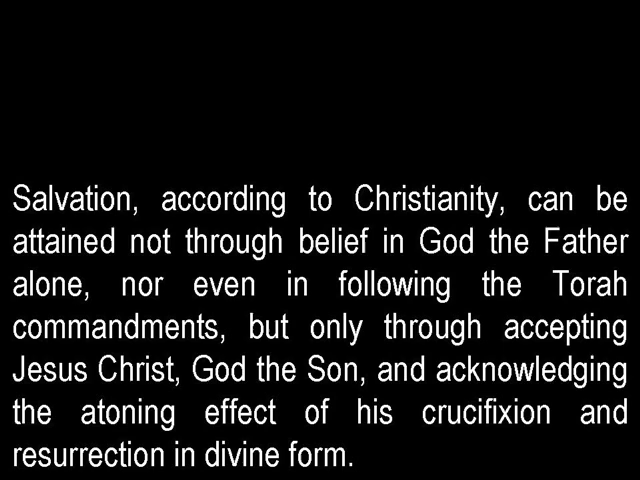 Salvation, according to Christianity, can be
attained not through belief in God the Father
alone, nor even in following the Torah
commandments, but only through accepting
Jesus Christ, God the Son, and acknowledging
the atoning effect of his crucifixion and
resurrection in divine form.